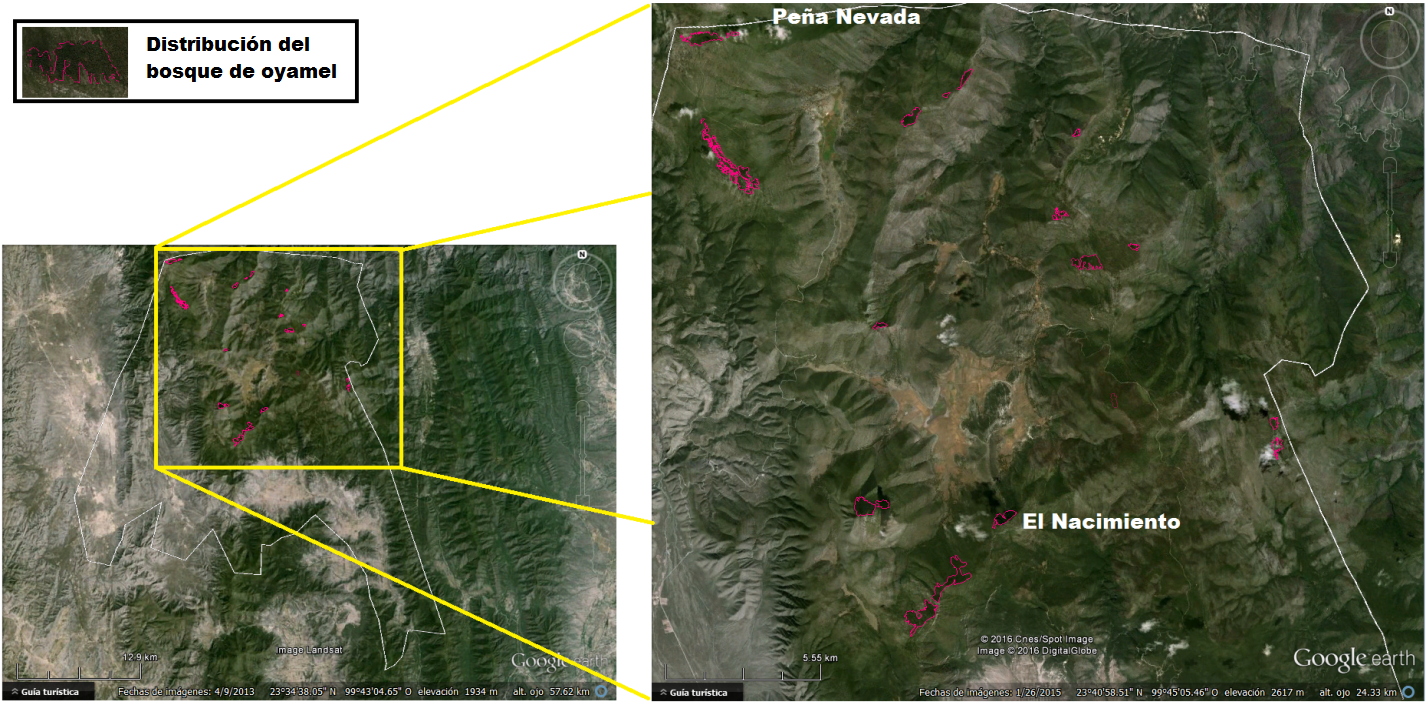 Distribución del
bosque de oyamel
Peña Nevada
N
El Nacimiento
© 2016 Cnes/Spot Image
Image © 2016 DigitalGlobe
5.55 km
Google earth
Guía turística
Fechas de imágenes: 1/26/2015 23°40'58.51" N 99°45'05.46" O elevación 2617 m alt. ojo 24.33 km
N
12.9 km
Image Landsat
Google earth
Guía turística
Fechas de imágenes: 4/9/2013 23°34'38.05" N 99°43'04.65" O elevación 1934 m alt. ojo 57.62 km